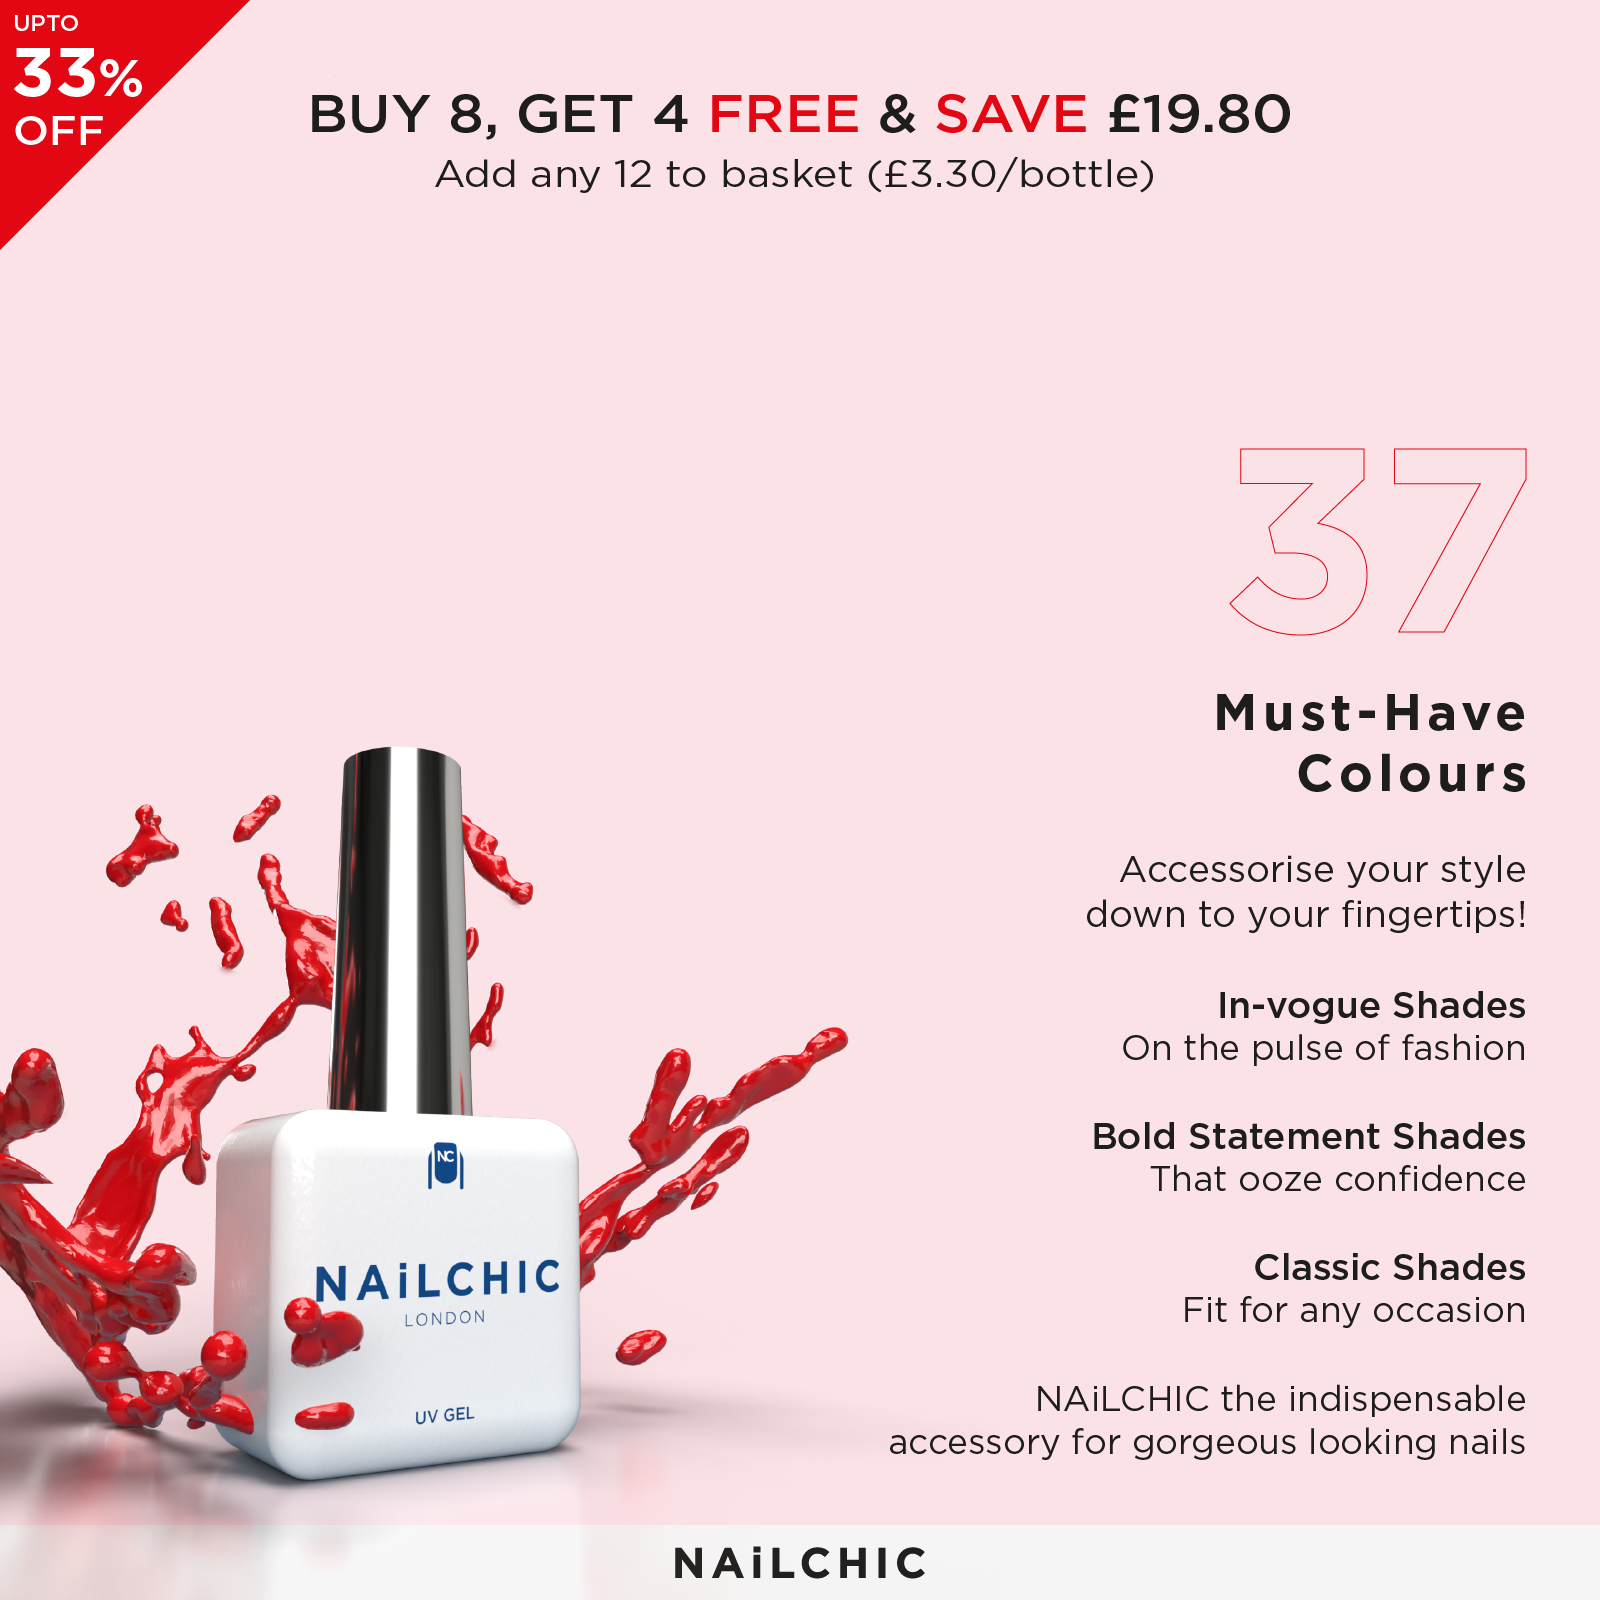 UPTO
33%
OFF
BUY 8, GET 4 FREE & SAVE £19.80
Add any 12 to basket (£3.30/bottle)
37
Must-Have
Colours
Accessorise your style
down to your fingertips!
In-vogue Shades
On the pulse of fashion
Bold Statement Shades
That ooze confidence
Classic Shades
Fit for any occasion
NAiLCHIC the indispensable
accessory for gorgeous looking nails
NC
NAiLCHIC
LONDON
UV GEL
NAiLCHIC